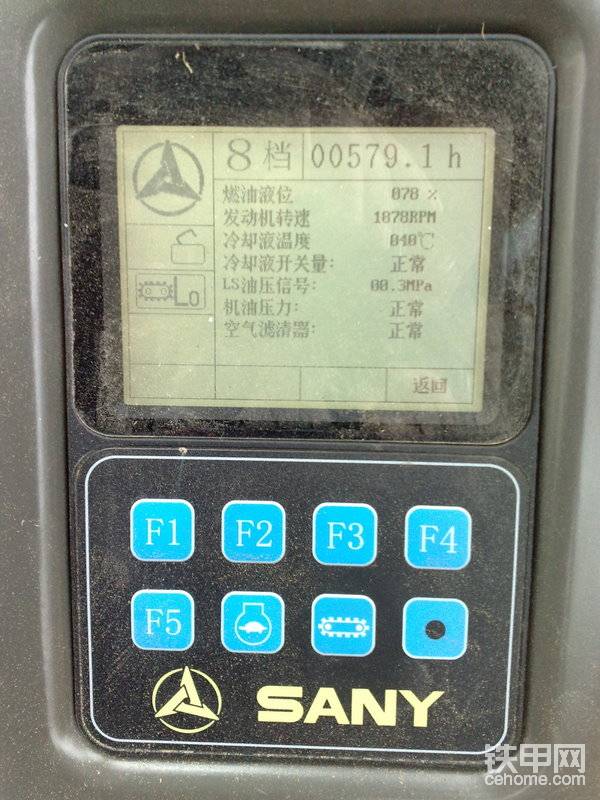 8档 00579.1h
燃油液位 078 %
发动机转速 1078RPM
冷却液温度 040℃
冷却液开关量: 正常
LS油压信号: 00.3MPa
机油压力: 正常
空气滤清器: 正常
Lo
返回
F1 F2 F3 F4
F5
SANY
铁甲网
cehome.com